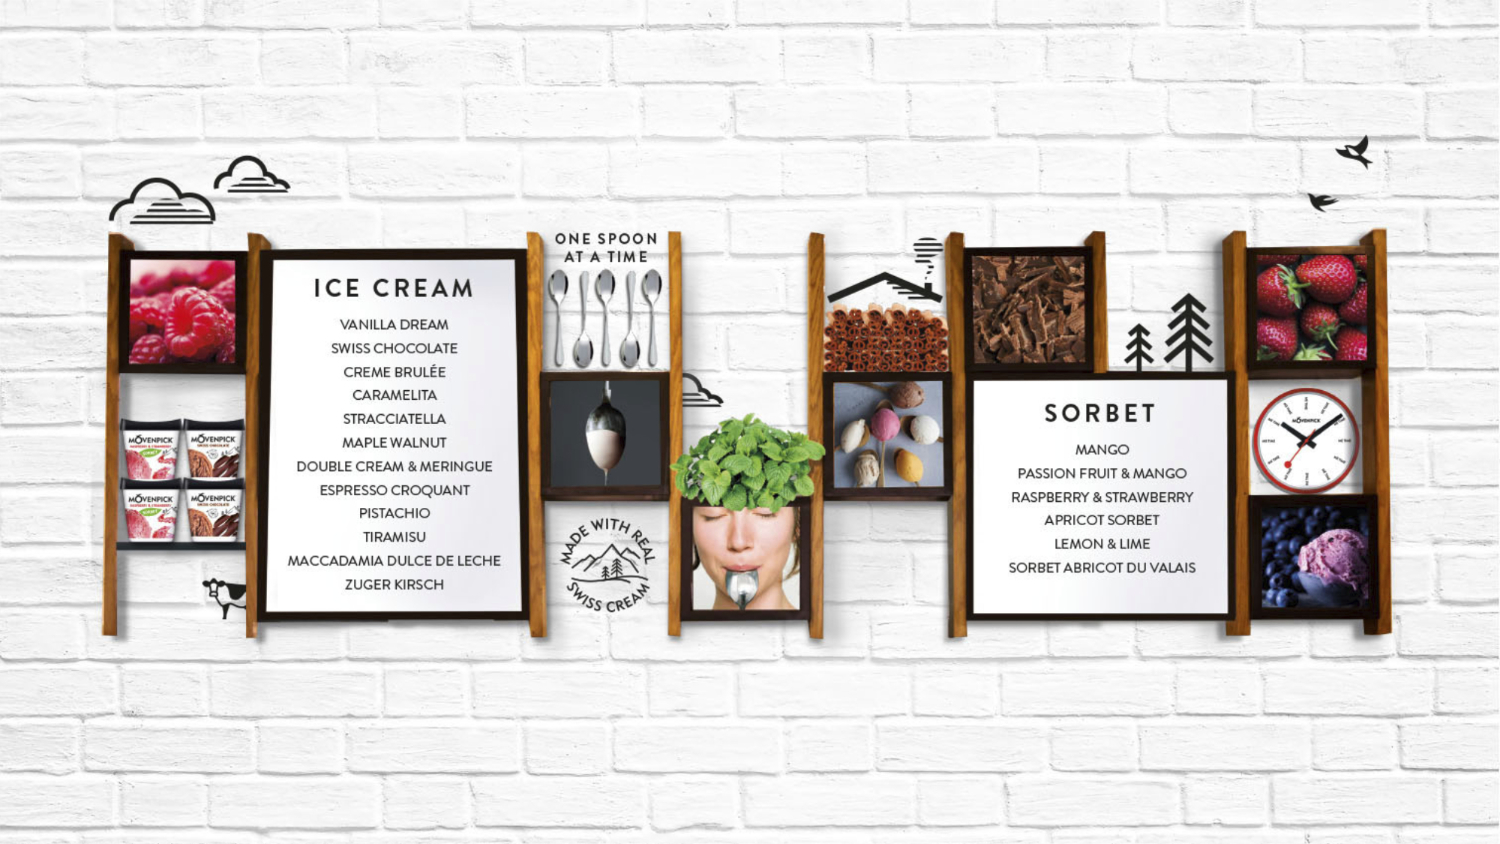 ICE CREAM
VANILLA DREAM
SWISS CHOCOLATE
CREME BRULÉE
CARAMELITA
STRACCIATELLA
MAPLE WALNUT
DOUBLE CREAM & MERINGUE
ESPRESSO CROQUANT
PISTACHIO
TIRAMISU
MACCADAMIA DULCE DE LECHE
ZUGER KIRSCH
ONE SPOON
AT A TIME
MADE WITH REAL
SWISS CREAM
SORBET
MANGO
PASSION FRUIT & MANGO
RASPBERRY & STRAWBERRY
APRICOT SORBET
LEMON & LIME
SORBET ABRICOT DU VALAIS
MÖVENPICK
MÖVENPICK
MÖVENPICK
MÖVENPICK
MÖVENPICK